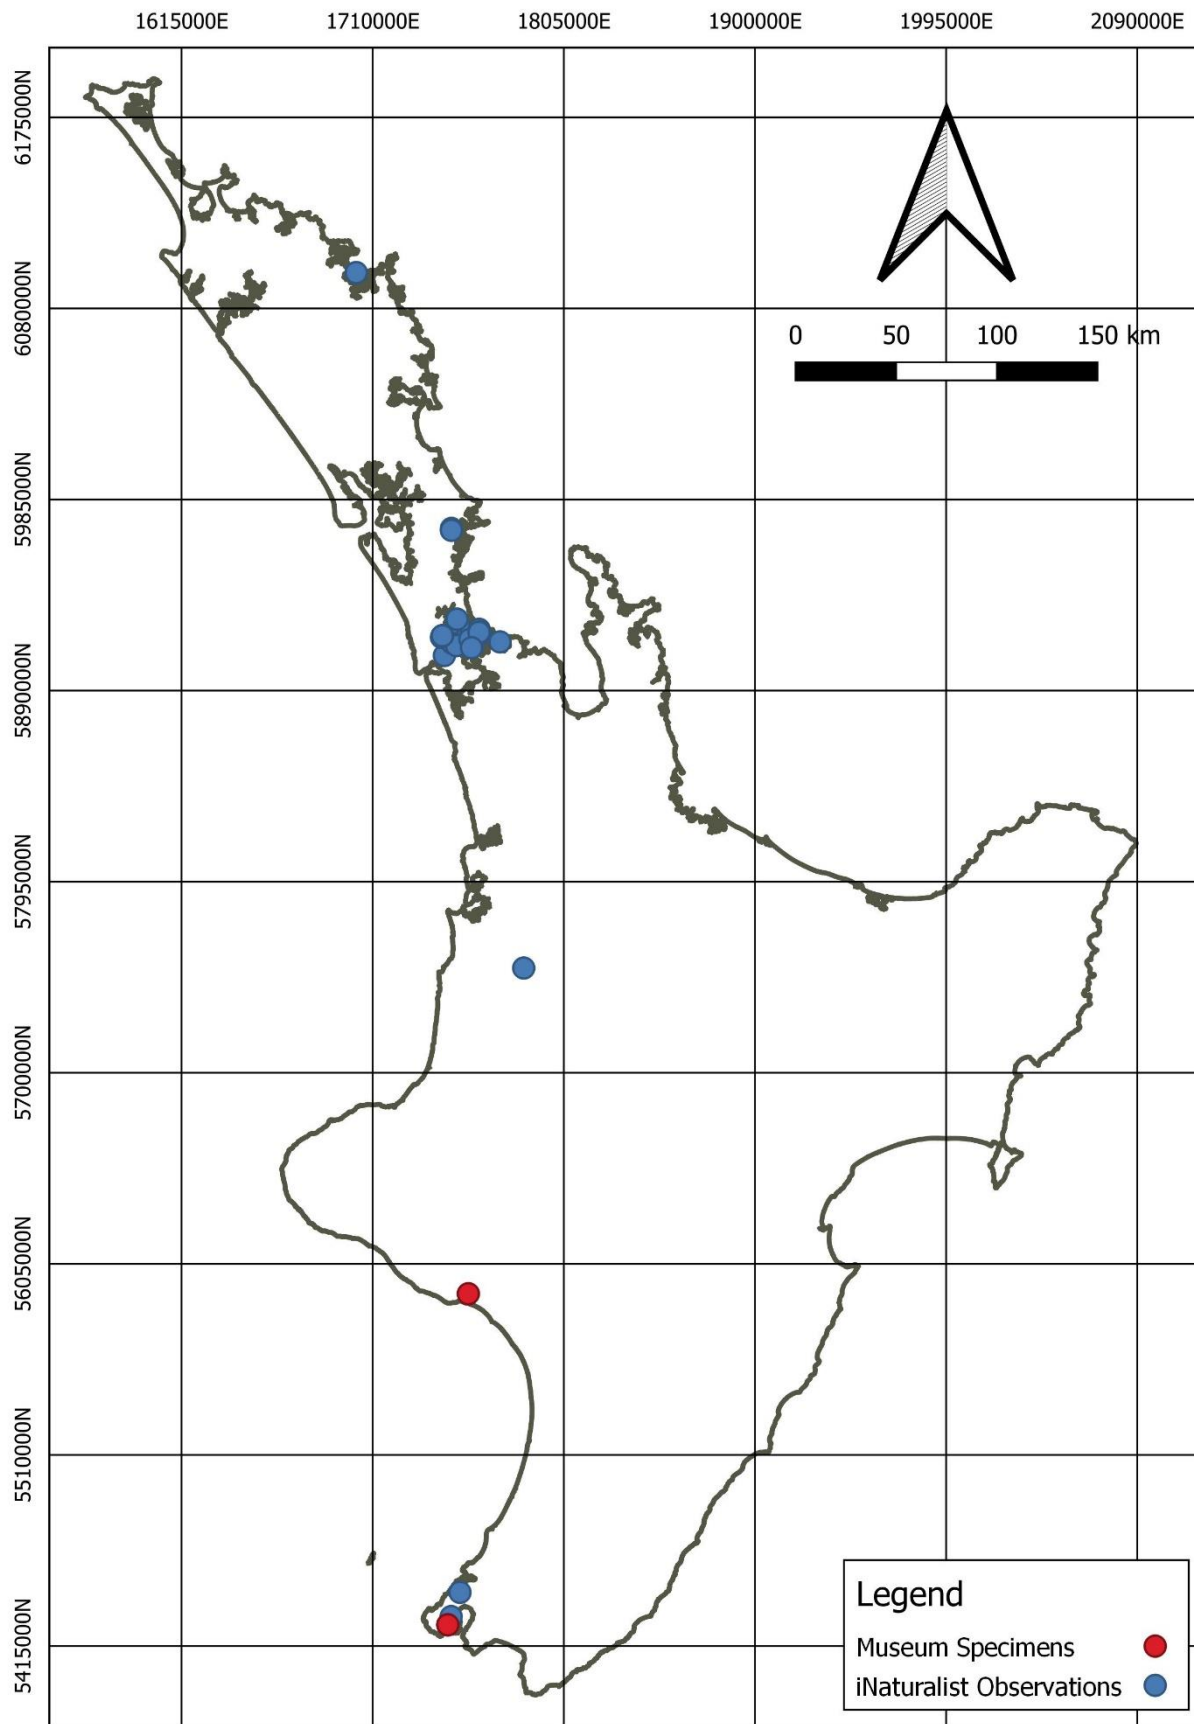 1615000E 1710000E 1805000E 1900000E 1995000E 2090000E
6175000N
6080000N
5985000N
5890000N
5795000N
5700000N
5605000N
5510000N
5415000N
0 50 100 150 km
Legend
Museum Specimens
iNaturalist Observations